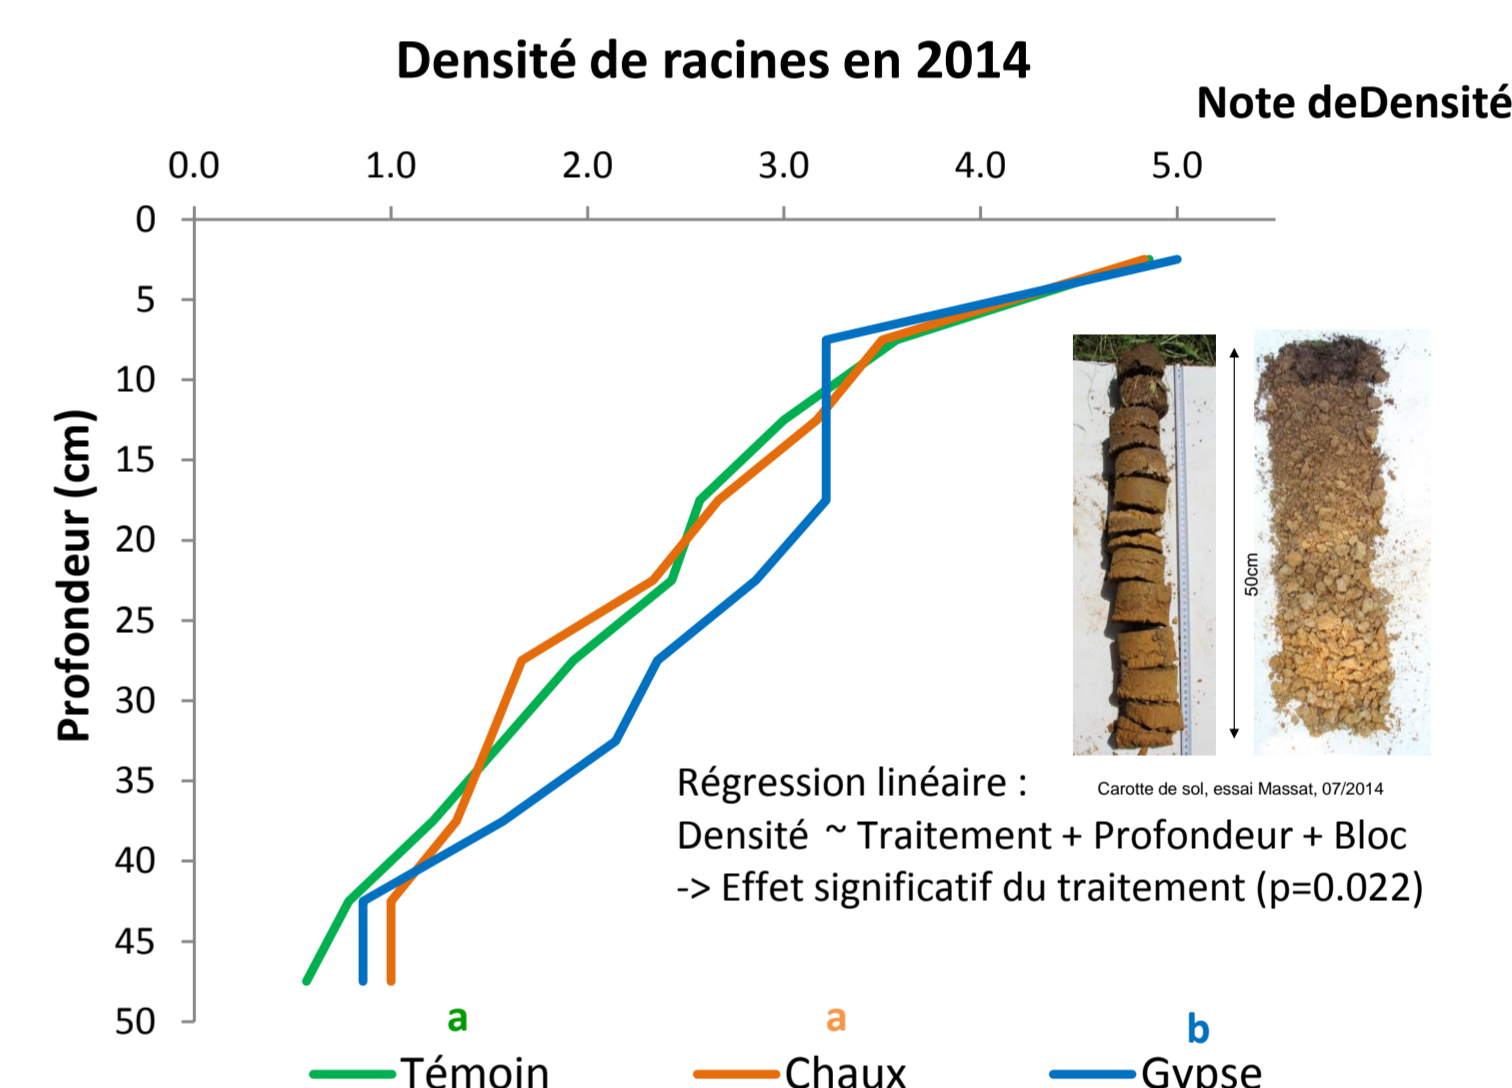 Densité de racines en 2014
Note deDensité
0.0 1.0 2.0 3.0 4.0 5.0
0
5
10
15
20
25
30
35
40
45
50
Profondeur (cm)
50cm
Carotte de sol, essai Massat, 07/2014
Régression linéaire :
Densité ~ Traitement + Profondeur + Bloc
-> Effet significatif du traitement (p=0.022)
a a b
Témoin Chaux Gypse